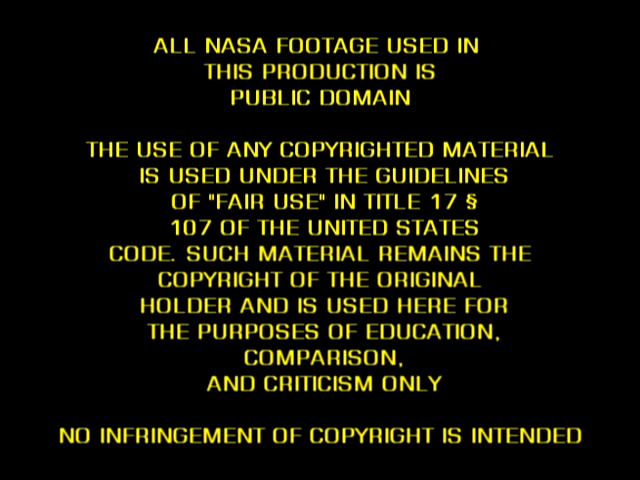 ALL NASA FOOTAGE USED IN
THIS PRODUCTION IS
PUBLIC DOMAIN
THE USE OF ANY COPYRIGHTED MATERIAL
IS USED UNDER THE GUIDELINES
OF "FAIR USE" IN TITLE 17 §
107 OF THE UNITED STATES
CODE. SUCH MATERIAL REMAINS THE
COPYRIGHT OF THE ORIGINAL
HOLDER AND IS USED HERE FOR
THE PURPOSES OF EDUCATION,
COMPARISON,
AND CRITICISM ONLY
NO INFRINGEMENT OF COPYRIGHT IS INTENDED